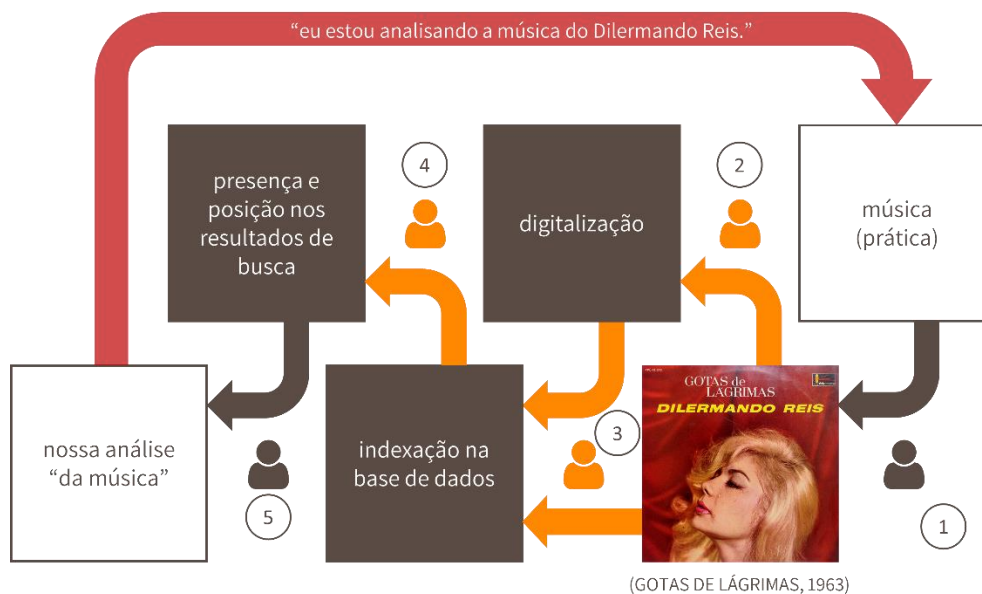 “eu estou analisando a música do Dilermando Reis.”
4
2
presença e
posição nos
resultados de
busca
digitalização
música
(prática)
nossa análise
“da música”
5
indexação na
base de dados
3
GOTAS de
LAGRIMAS
DILERMANDO REIS
1
(GOTAS DE LÁGRIMAS, 1963)